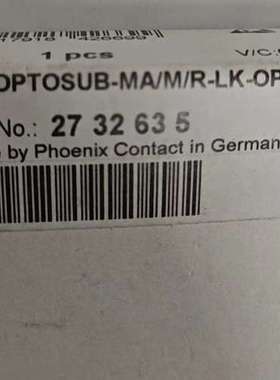 1 pcs
V/C:
OPTOSUB-MA/M/R-LK-OP
No.: 27 32 63 5
by Phoenix Contact in German